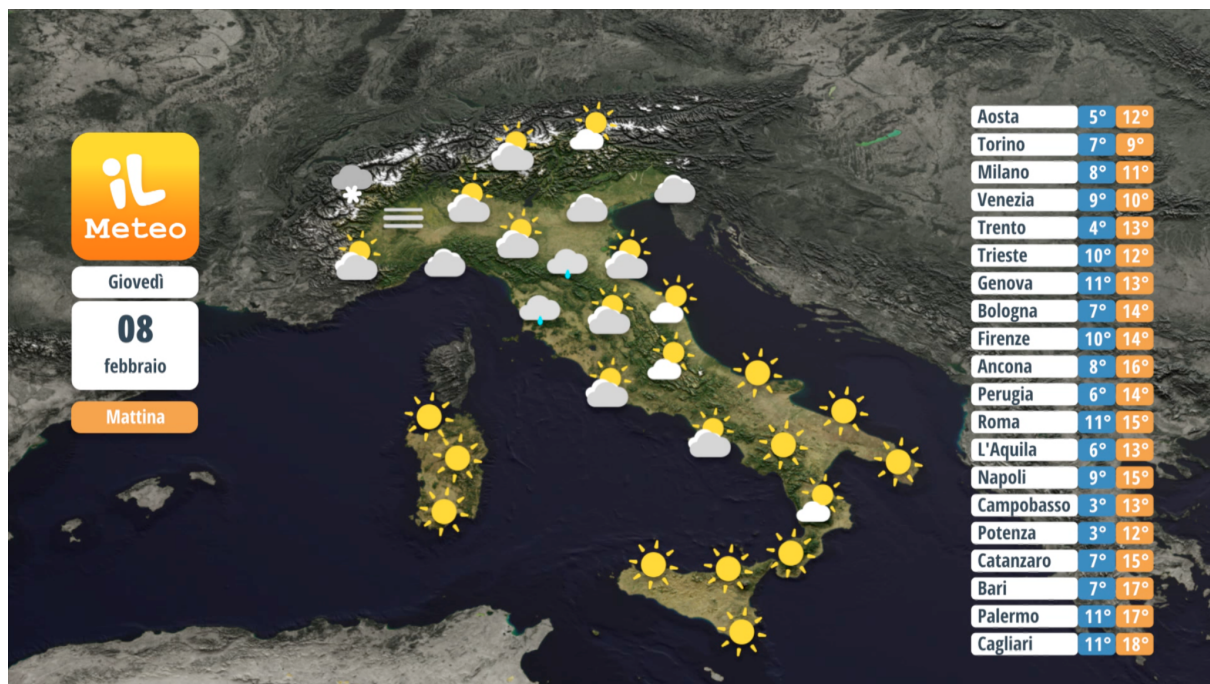 iL
Meteo
Giovedì
08
febbraio
Mattina
Aosta 5° 12°
Torino 7° 9°
Milano 8° 11°
Venezia 9° 10°
Trento 4° 13°
Trieste 10° 12°
Genova 11° 13°
Bologna 7° 14°
Firenze 10° 14°
Ancona 8° 16°
Perugia 6° 14°
Roma 11° 15°
L'Aquila 6° 13°
Napoli 9° 15°
Campobasso 3° 13°
Potenza 3° 12°
Catanzaro 7° 15°
Bari 7° 17°
Palermo 11° 17°
Cagliari 11° 18°